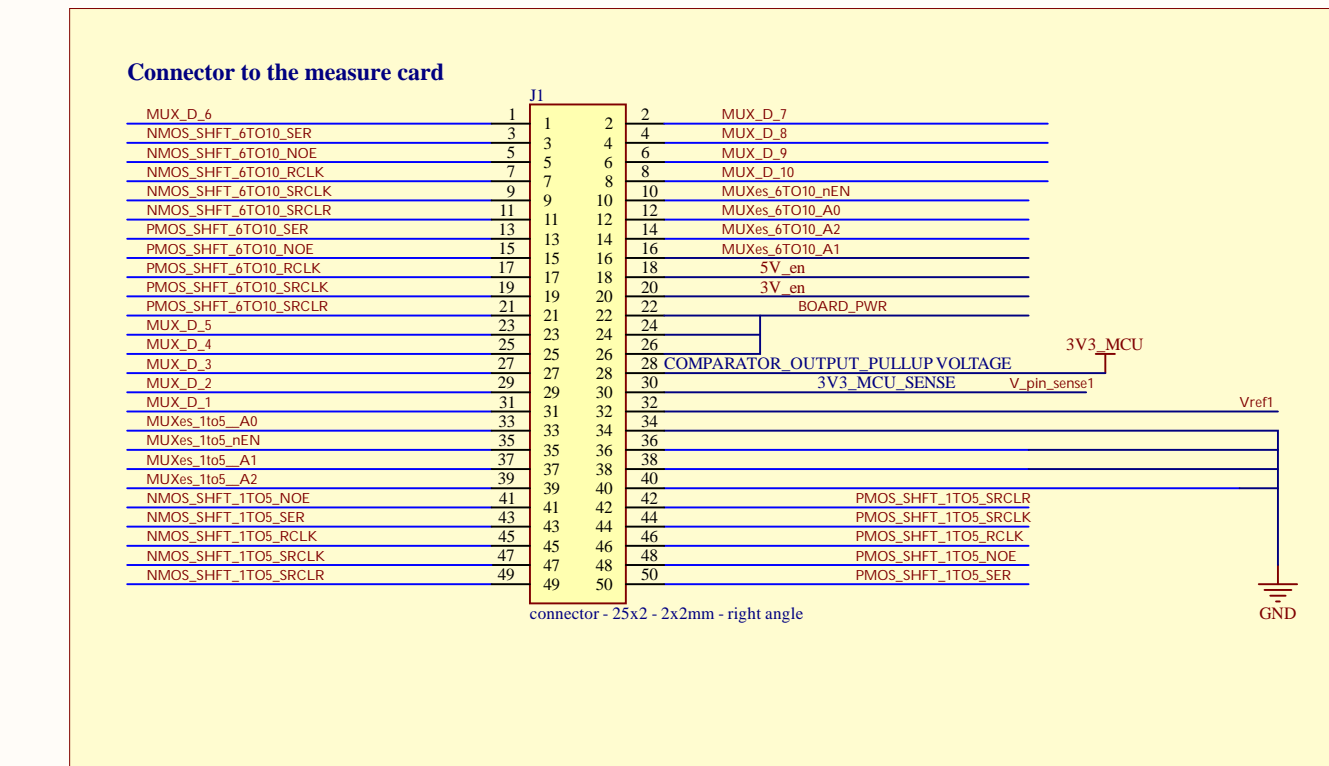 Connector to the measure card
J1
MUX_D_6 1 1 2 2 MUX_D_7
NMOS_SHFT_6TO10_SER 3 3 4 4 MUX_D_8
NMOS_SHFT_6TO10_NOE 5 5 6 6 MUX_D_9
NMOS_SHFT_6TO10_RCLK 7 7 8 8 MUX_D_10
NMOS_SHFT_6TO10_SRCLK 9 9 10 10 MUXes_6TO10_nEN
NMOS_SHFT_6TO10_SRCLR 11 11 12 12 MUXes_6TO10_A0
PMOS_SHFT_6TO10_SER 13 13 14 14 MUXes_6TO10_A2
PMOS_SHFT_6TO10_NOE 15 15 16 16 MUXes_6TO10_A1
PMOS_SHFT_6TO10_RCLK 17 17 18 18 5V_en
PMOS_SHFT_6TO10_SRCLK 19 19 20 20 3V_en
PMOS_SHFT_6TO10_SRCLR 21 21 22 22 BOARD_PWR
MUX_D_5 23 23 24 24
MUX_D_4 25 25 26 26 3V3_MCU
MUX_D_3 27 27 28 28 COMPARATOR_OUTPUT_PULLUP VOLTAGE
MUX_D_2 29 29 30 30 3V3_MCU_SENSE V_pin_sense1
MUX_D_1 31 31 32 32 Vref1
MUXes_1to5__A0 33 33 34 34
MUXes_1to5_nEN 35 35 36 36
MUXes_1to5__A1 37 37 38 38
MUXes_1to5__A2 39 39 40 40
NMOS_SHFT_1TO5_NOE 41 41 42 42 PMOS_SHFT_1TO5_SRCLR
NMOS_SHFT_1TO5_SER 43 43 44 44 PMOS_SHFT_1TO5_SRCLK
NMOS_SHFT_1TO5_RCLK 45 45 46 46 PMOS_SHFT_1TO5_RCLK
NMOS_SHFT_1TO5_SRCLK 47 47 48 48 PMOS_SHFT_1TO5_NOE
NMOS_SHFT_1TO5_SRCLR 49 49 50 50 PMOS_SHFT_1TO5_SER
connector - 25x2 - 2x2mm - right angle
GND